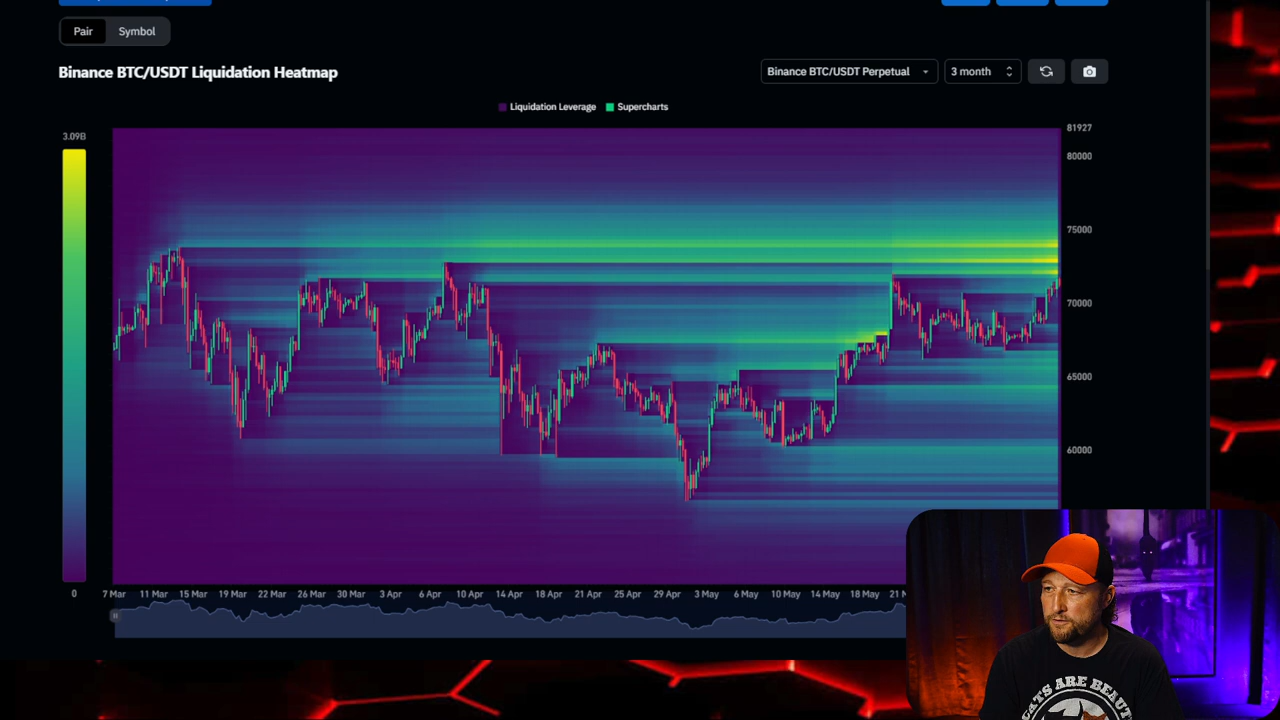 Pair Symbol
Binance BTC/USDT Liquidation Heatmap
Binance BTC/USDT Perpetual 3 month
Liquidation Leverage Supercharts
3.09B
81927
80000
75000
70000
65000
60000
0
7 Mar 11 Mar 15 Mar 19 Mar 22 Mar 26 Mar 30 Mar 3 Apr 6 Apr 10 Apr 14 Apr 18 Apr 21 Apr 25 Apr 29 Apr 3 May 6 May 10 May 14 May 18 May
ARE